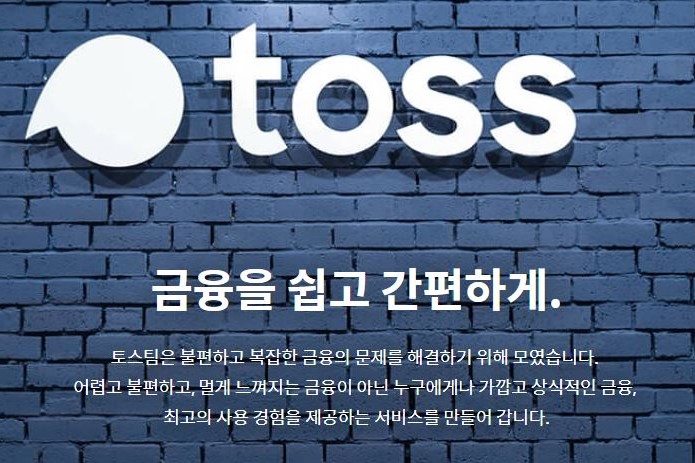 toss
금융을 쉽고 간편하게.
토스팀은 불편하고 복잡한 금융의 문제를 해결하기 위해 모였습니다.
어렵고 불편하고, 멀게 느껴지는 금융이 아닌 누구에게나 가깝고 상식적인 금융,
최고의 사용 경험을 제공하는 서비스를 만들어 갑니다.